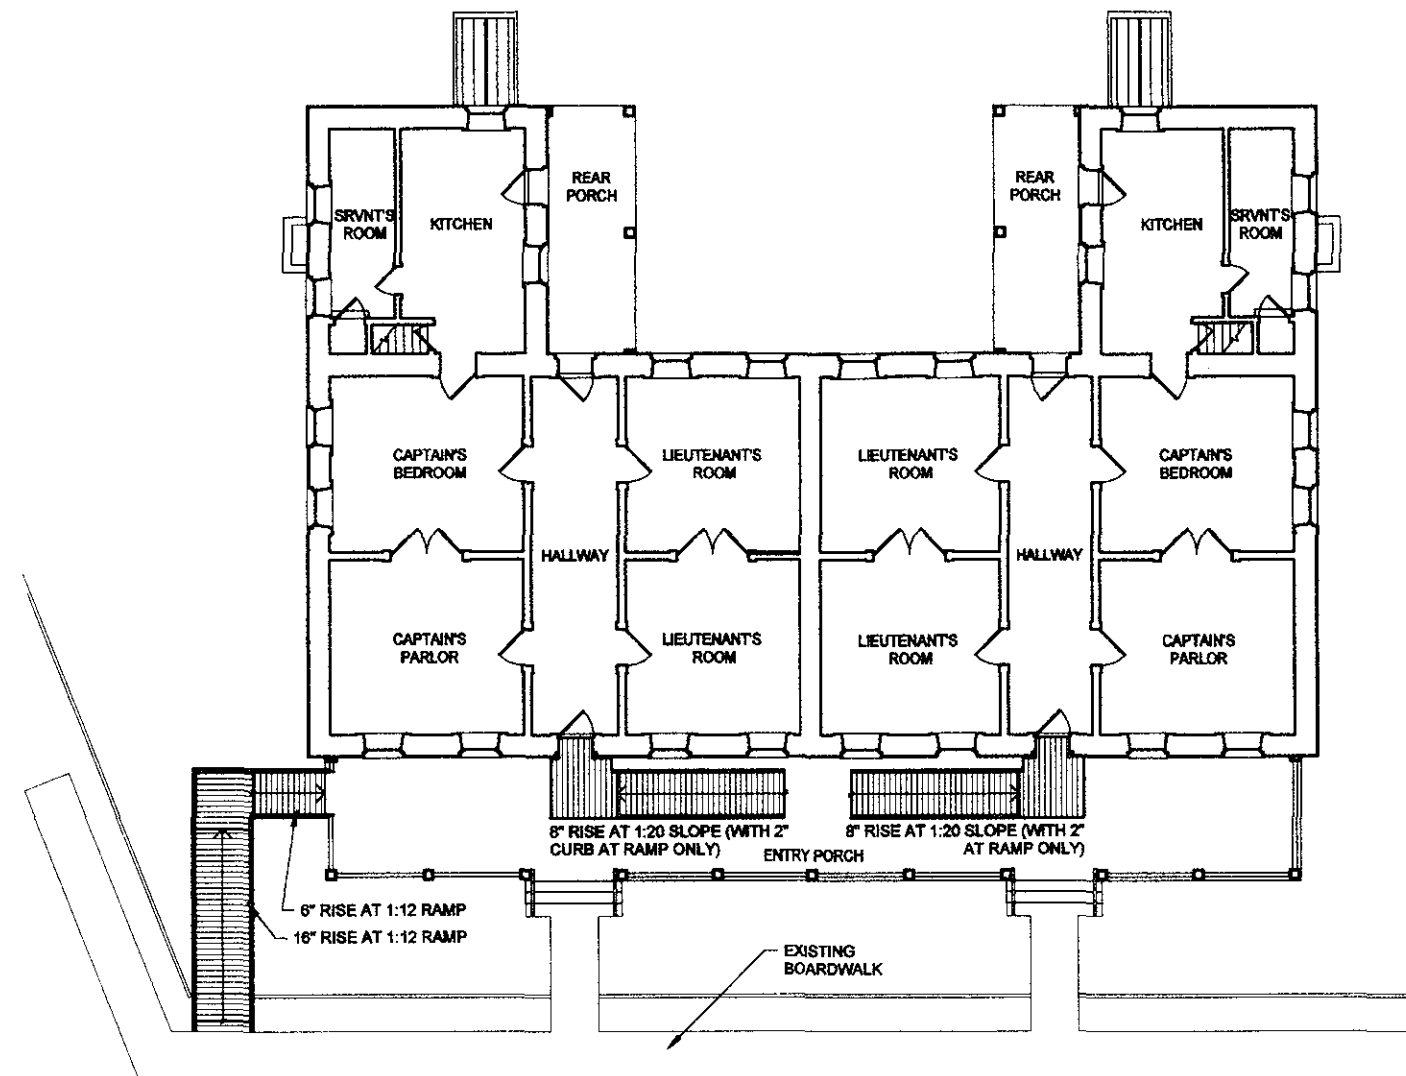 REAR
PORCH
REAR
PORCH
SRVNT'S
ROOM
KITCHEN
KITCHEN
SRVNT'S
ROOM
CAPTAIN'S
BEDROOM
LIEUTENANT'S
ROOM
LIEUTENANT'S
ROOM
CAPTAIN'S
BEDROOM
HALLWAY
HALLWAY
CAPTAIN'S
PARLOR
LIEUTENANT'S
ROOM
LIEUTENANT'S
ROOM
CAPTAIN'S
PARLOR
8" RISE AT 1:20 SLOPE (WITH 2"
CURB AT RAMP ONLY)
8" RISE AT 1:20 SLOPE (WITH 2"
AT RAMP ONLY)
ENTRY PORCH
6" RISE AT 1:12 RAMP
16" RISE AT 1:12 RAMP
EXISTING
BOARDWALK